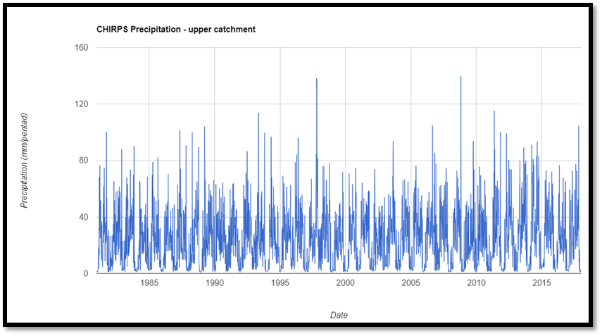 CHIRPS Precipitation - upper catchment
160
120
80
40
0
Precipitation (mm/pentad)
1985 1990 1995 2000 2005 2010 2015
Date